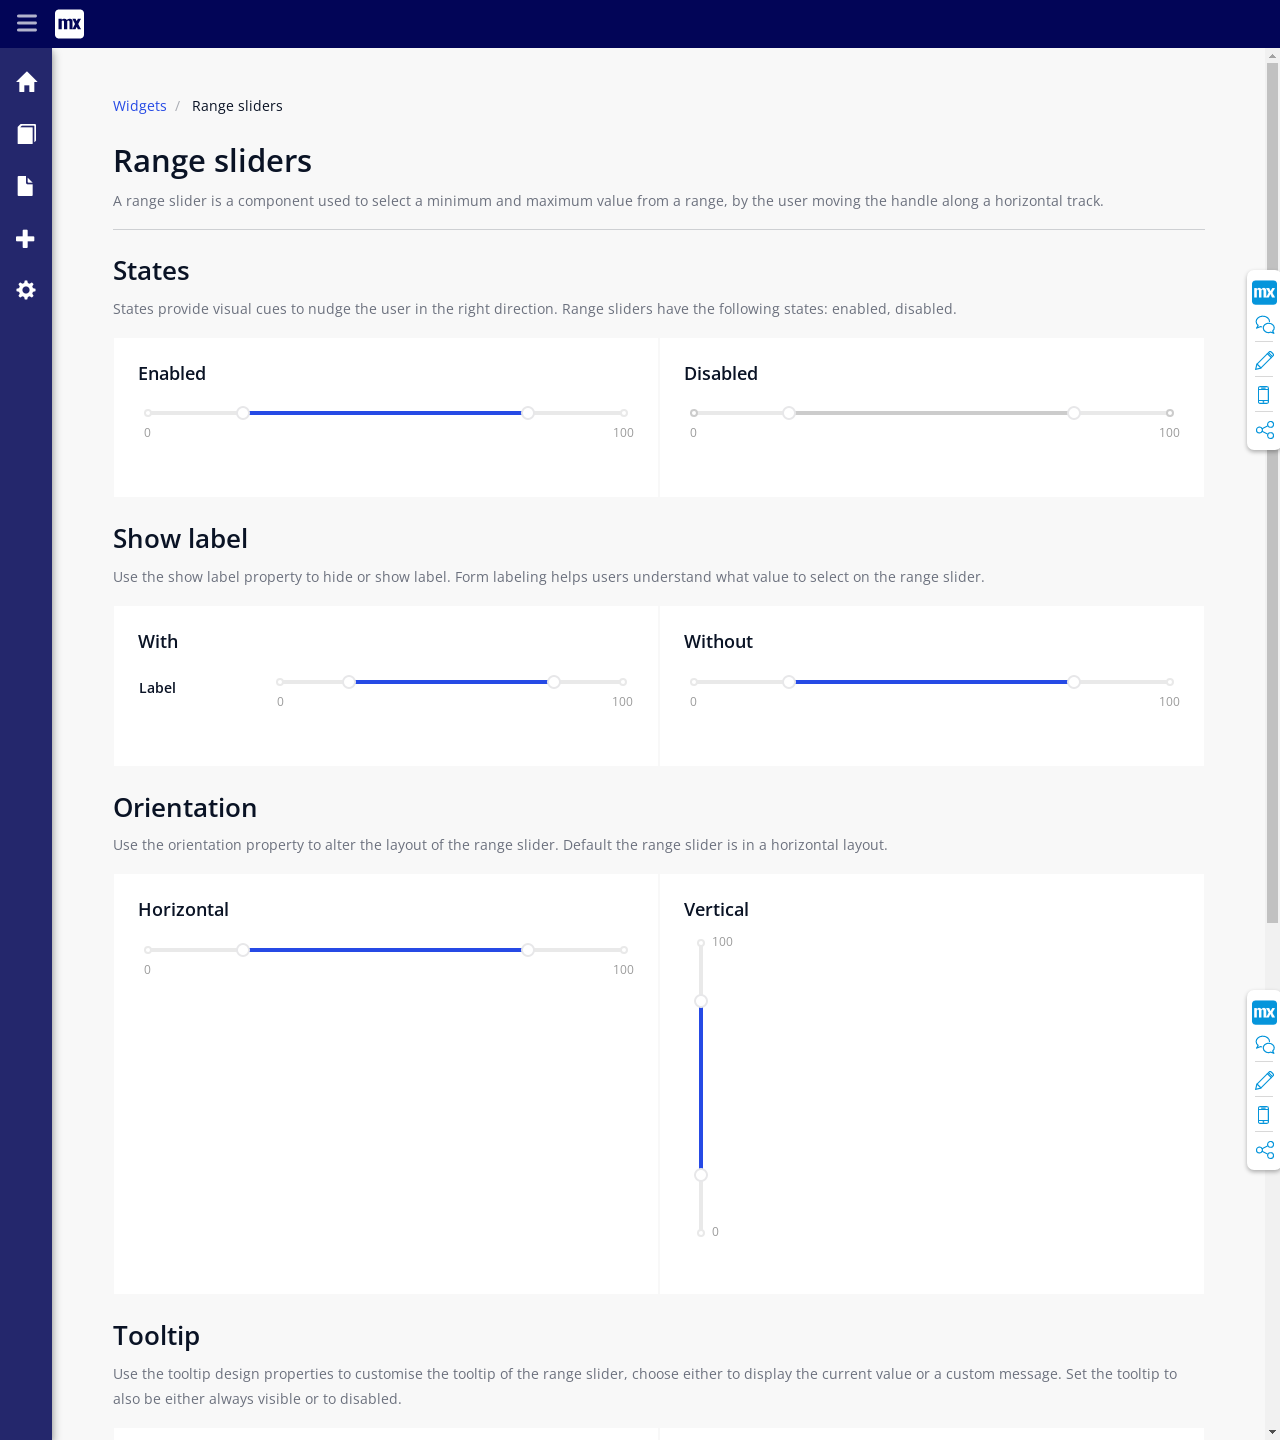 mx
Widgets / Range sliders
Range sliders
A range slider is a component used to select a minimum and maximum value from a range, by the user moving the handle along a horizontal track.
States
States provide visual cues to nudge the user in the right direction. Range sliders have the following states: enabled, disabled.
mx
Enabled
Disabled
0 100
0 100
Show label
Use the show label property to hide or show label. Form labeling helps users understand what value to select on the range slider.
With
Without
Label
0 100
0 100
Orientation
Use the orientation property to alter the layout of the range slider. Default the range slider is in a horizontal layout.
Horizontal
Vertical
0 100
100
0
mx
Tooltip
Use the tooltip design properties to customise the tooltip of the range slider, choose either to display the current value or a custom message. Set the tooltip to
also be either always visible or to disabled.